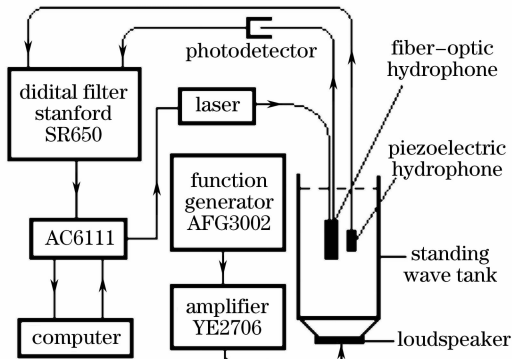 photodetector
fiber-optic
hydrophone
didital filter
stanford
SR650
laser
piezoelectric
hydrophone
function
generator
AFG3002
AC6111
standing
wave tank
amplifier
YE2706
computer
loudspeaker